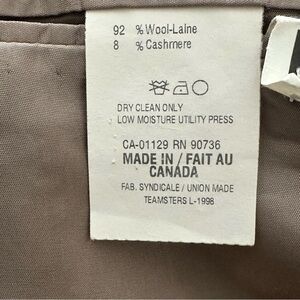 92 % Wool-Laine
8 % Cashmere
DRY CLEAN ONLY
LOW MOISTURE UTILITY PRESS
CA-01129 RN 90736
MADE IN / FAIT AU
CANADA
FAB. SYNDICALE / UNION MADE
TEAMSTERS L-1998